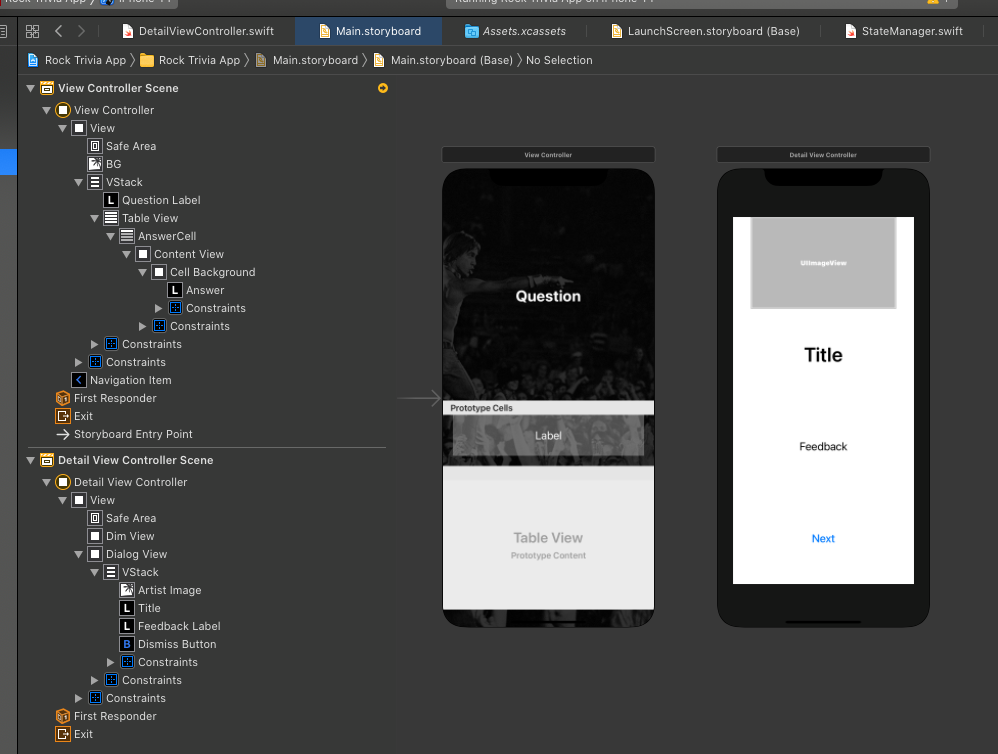 Rock Trivia App
Running Rock Trivia App on iPhone 14
DetailViewController.swift
Main.storyboard
Assets.xcassets
LaunchScreen.storyboard (Base)
StateManager.swift
Rock Trivia App
Rock Trivia App
Main.storyboard
Main.storyboard (Base)
No Selection
View Controller Scene
View Controller
View
Safe Area
BG
VStack
L Question Label
Table View
AnswerCell
Content View
Cell Background
L Answer
Constraints
Constraints
Constraints
Constraints
Navigation Item
First Responder
Exit
Storyboard Entry Point
Detail View Controller Scene
Detail View Controller
View
Safe Area
Dim View
Dialog View
VStack
Artist Image
L Title
L Feedback Label
B Dismiss Button
Constraints
Constraints
Constraints
First Responder
Exit
View Controller
Question
Prototype Cells
Label
Table View
Prototype Content
Detail View Controller
UIImageView
Title
Feedback
Next